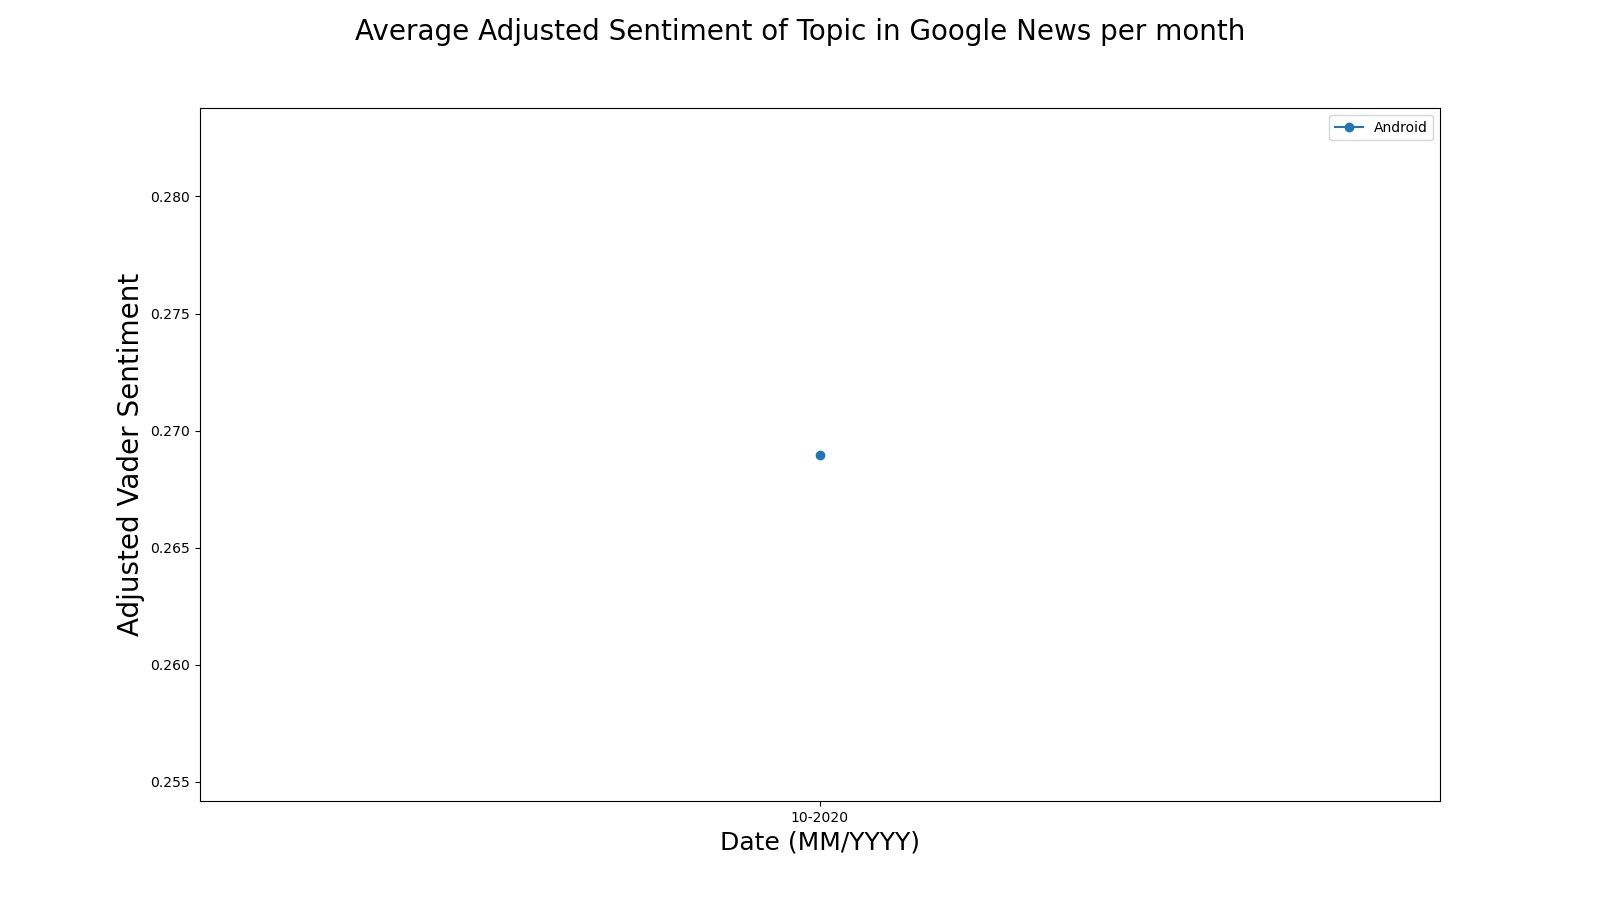 Average Adjusted Sentiment of Topic in Google News per month
Android
Adjusted Vader Sentiment
0.280
0.275
0.270
0.265
0.260
0.255
10-2020
Date (MM/YYYY)